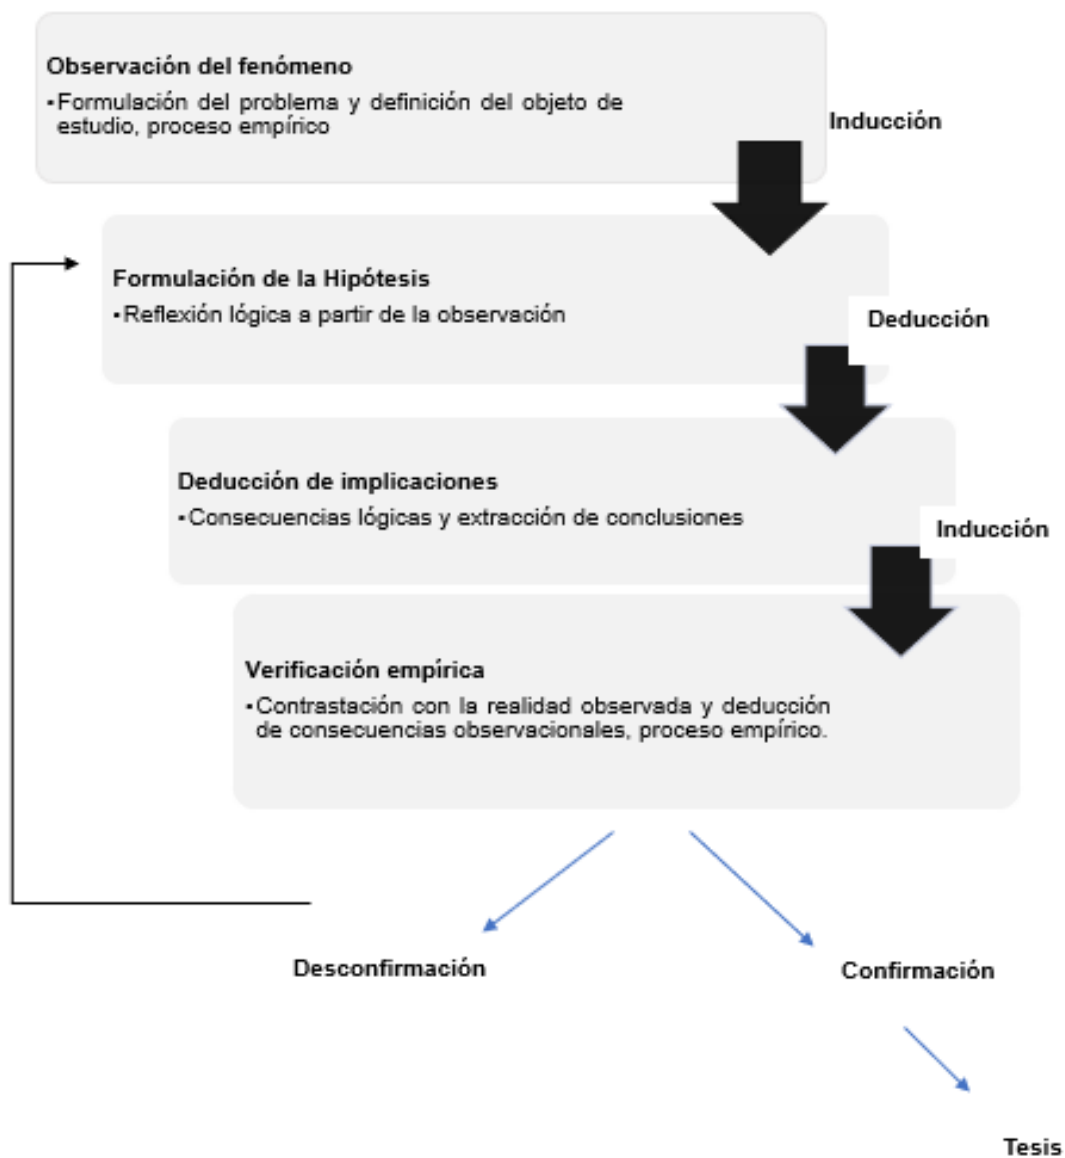 Observación del fenómeno
▪Formulación del problema y definición del objeto de
estudio, proceso empírico
Inducción
Formulación de la Hipótesis
▪Reflexión lógica a partir de la observación
Deducción
Deducción de implicaciones
▪Consecuencias lógicas y extracción de conclusiones
Inducción
Verificación empírica
▪Contrastación con la realidad observada y deducción
de consecuencias observacionales, proceso empírico.
Desconfirmación
Confirmación
Tesis